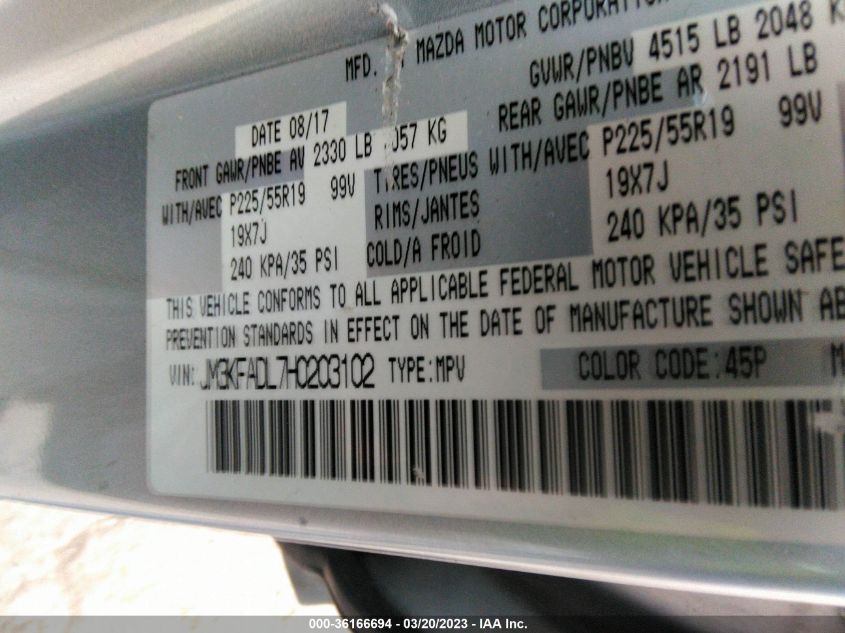 MFD. MAZDA MOTOR CORPORATION
DATE 08/17 GVWR/PNBV 4515 LB 2048
FRONT GAWR/PNBE AV 2330 LB 057 KG REAR GAWR/PNBE AR 2191 LB
WITH/AVEC P225/55R19 99V TIRES/PNEUS WITH/AVEC P225/55R19 99V
19X7J RIMS/JANTES 19X7J
240 KPA/35 PSI COLD/A FROID 240 KPA/35 PSI
THIS VEHICLE CONFORMS TO ALL APPLICABLE FEDERAL MOTOR VEHICLE SAFE
PREVENTION STANDARDS IN EFFECT ON THE DATE OF MANUFACTURE SHOWN AB
VIN: JM3KFADL7H0203102 TYPE:MPV COLOR CODE:45P
000-36166694 - 03/20/2023 - IAA Inc.